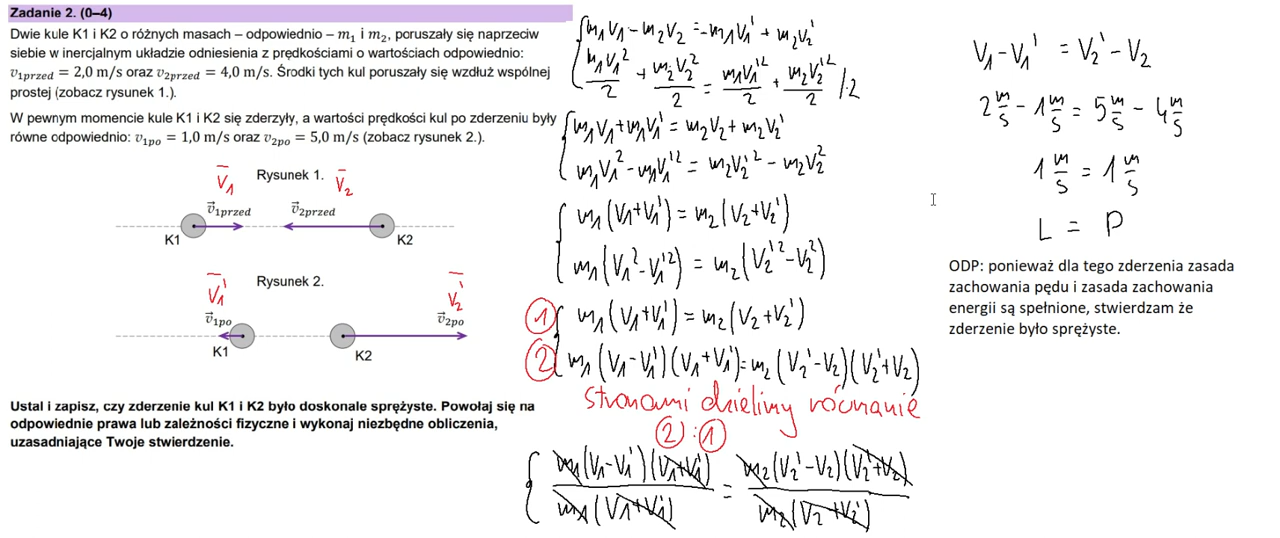 Zadanie 2. (0–4)
Dwie kule K1 i K2 o różnych masach – odpowiednio – m₁ i m₂, poruszały się naprzeciw
siebie w inercjalnym układzie odniesienia z prędkościami o wartościach odpowiednio:
v₁przed = 2,0 m/s oraz v₂przed = 4,0 m/s. Środki tych kul poruszały się wzdłuż wspólnej
prostej (zobacz rysunek 1.).
W pewnym momencie kule K1 i K2 się zderzyły, a wartości prędkości kul po zderzeniu były
równe odpowiednio: v₁po = 1,0 m/s oraz v₂po = 5,0 m/s (zobacz rysunek 2.).
Rysunek 1.
V₁ V₂
v⃗₁przed v⃗₂przed
K1 K2
Rysunek 2.
V₁' V₂'
v⃗₁po v⃗₂po
K1 K2
Ustal i zapisz, czy zderzenie kul K1 i K2 było doskonale sprężyste. Powołaj się na
odpowiednie prawa lub zależności fizyczne i wykonaj niezbędne obliczenia,
uzasadniające Twoje stwierdzenie.
m₁V₁ - m₂V₂ = -m₁V₁' + m₂V₂'
m₁V₁²/2 + m₂V₂²/2 = m₁V₁'²/2 + m₂V₂'²/2 /·2
m₁V₁ + m₁V₁' = m₂V₂ + m₂V₂'
m₁V₁² - m₁V₁'² = m₂V₂'² - m₂V₂²
m₁(V₁+V₁') = m₂(V₂+V₂')
m₁(V₁²-V₁'²) = m₂(V₂'²-V₂²)
① m₁(V₁+V₁') = m₂(V₂+V₂')
② m₁(V₁-V₁')(V₁+V₁') = m₂(V₂'-V₂)(V₂'+V₂)
Stronami dzielimy równanie
② : ①
m₁(V₁-V₁')(V₁+V₁') / m₁(V₁+V₁') = m₂(V₂'-V₂)(V₂'+V₂) / m₂(V₂+V₂')
V₁ - V₁' = V₂' - V₂
2 m/s - 1 m/s = 5 m/s - 4 m/s
1 m/s = 1 m/s
L = P
ODP: ponieważ dla tego zderzenia zasada
zachowania pędu i zasada zachowania
energii są spełnione, stwierdzam że
zderzenie było sprężyste.